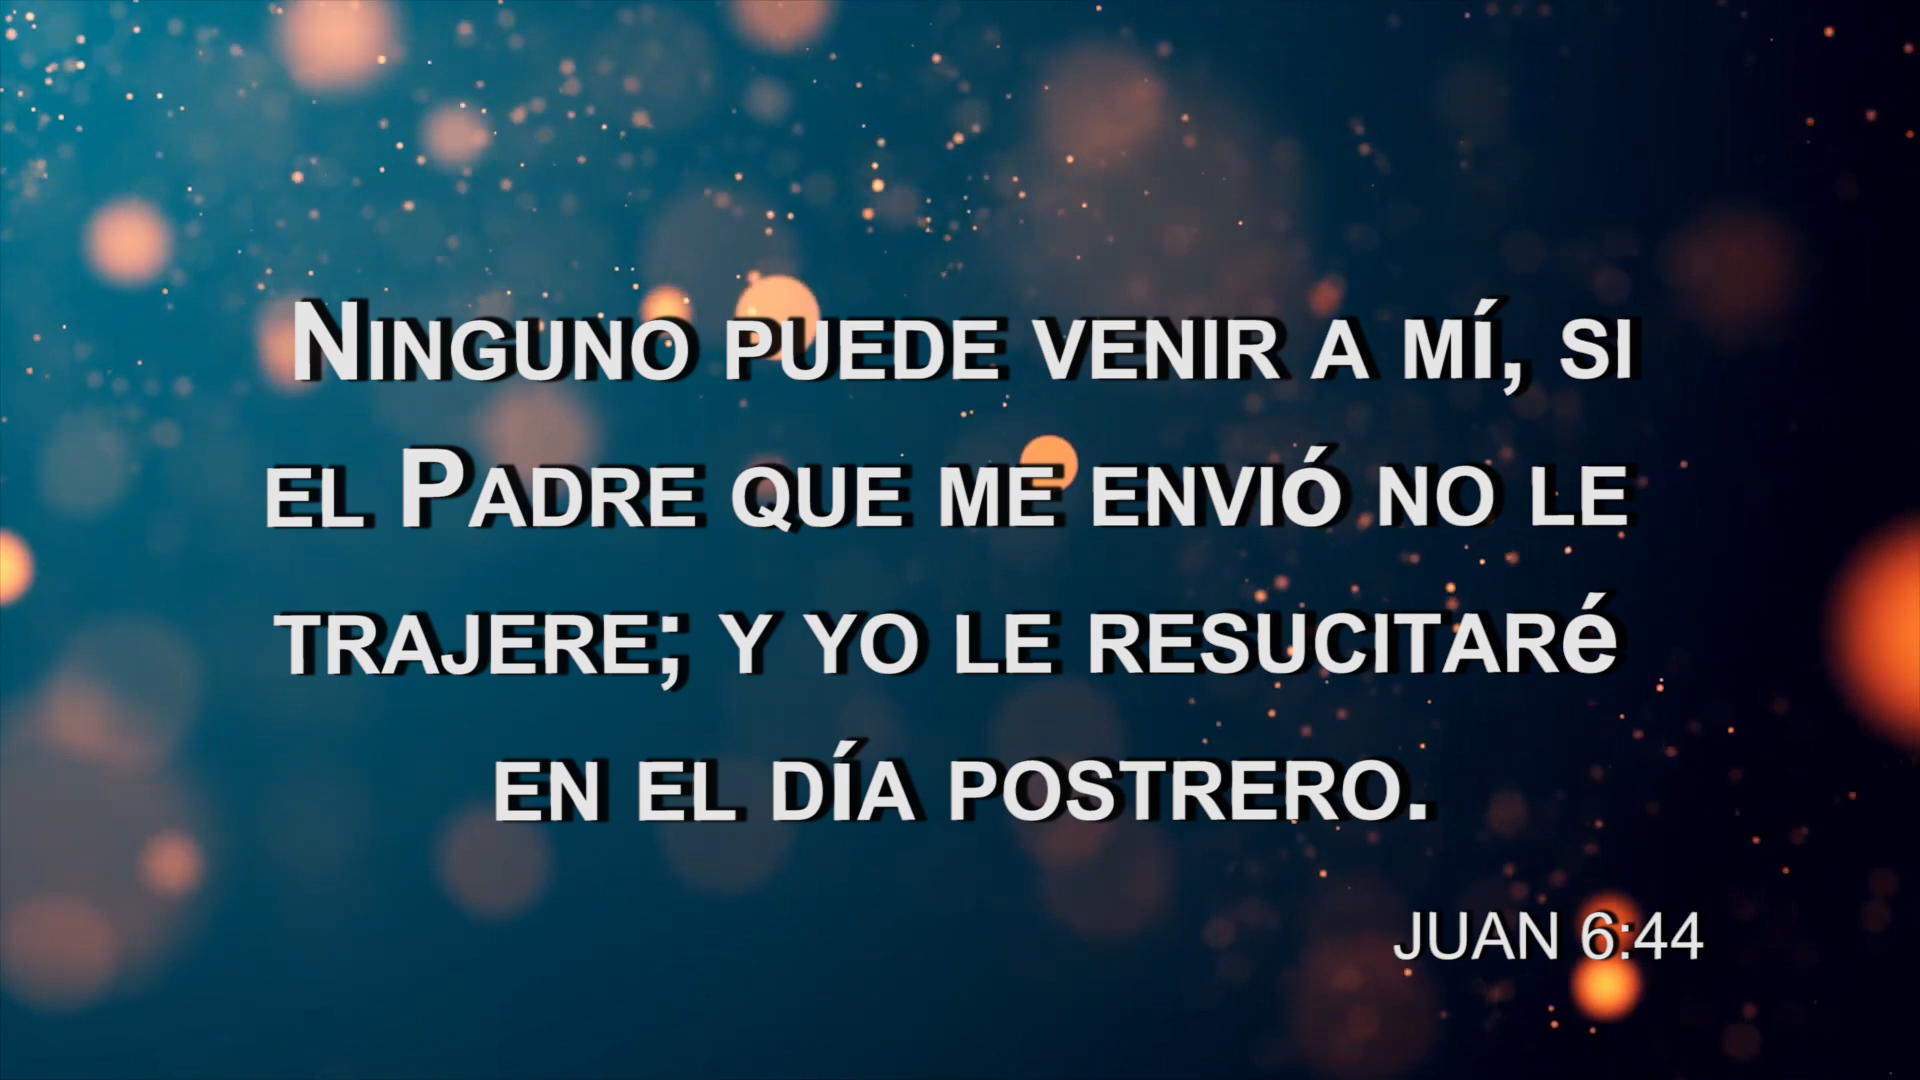 Ninguno puede venir a mí, si
el Padre que me envió no le
trajere; y yo le resucitaré
en el día postrero.
JUAN 6:44